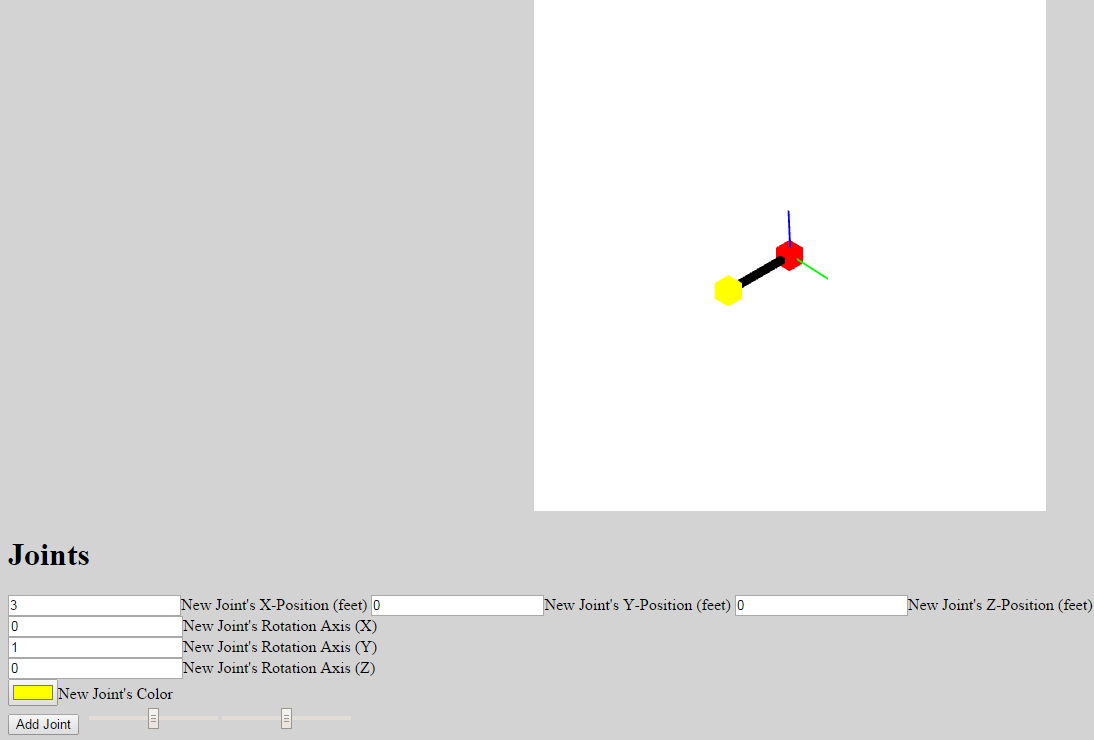 Joints
3 New Joint's X-Position (feet) 0 New Joint's Y-Position (feet) 0 New Joint's Z-Position (feet)
0 New Joint's Rotation Axis (X)
1 New Joint's Rotation Axis (Y)
0 New Joint's Rotation Axis (Z)
New Joint's Color
Add Joint